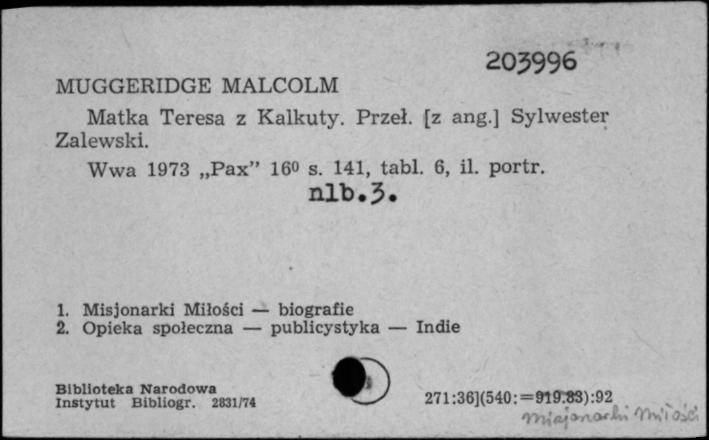 203996
MUGGERIDGE MALCOLM
Matka Teresa z Kalkuty. Przeł. [z ang.] Sylwester
Zalewski.
Wwa 1973 „Pax” 16⁰ s. 141, tabl. 6, il. portr.
nlb.3.
1. Misjonarki Miłości — biografie
2. Opieka społeczna — publicystyka — Indie
Biblioteka Narodowa
Instytut Bibliogr. 2831/74
271:36](540:=919.83):92
misjonarki miłości